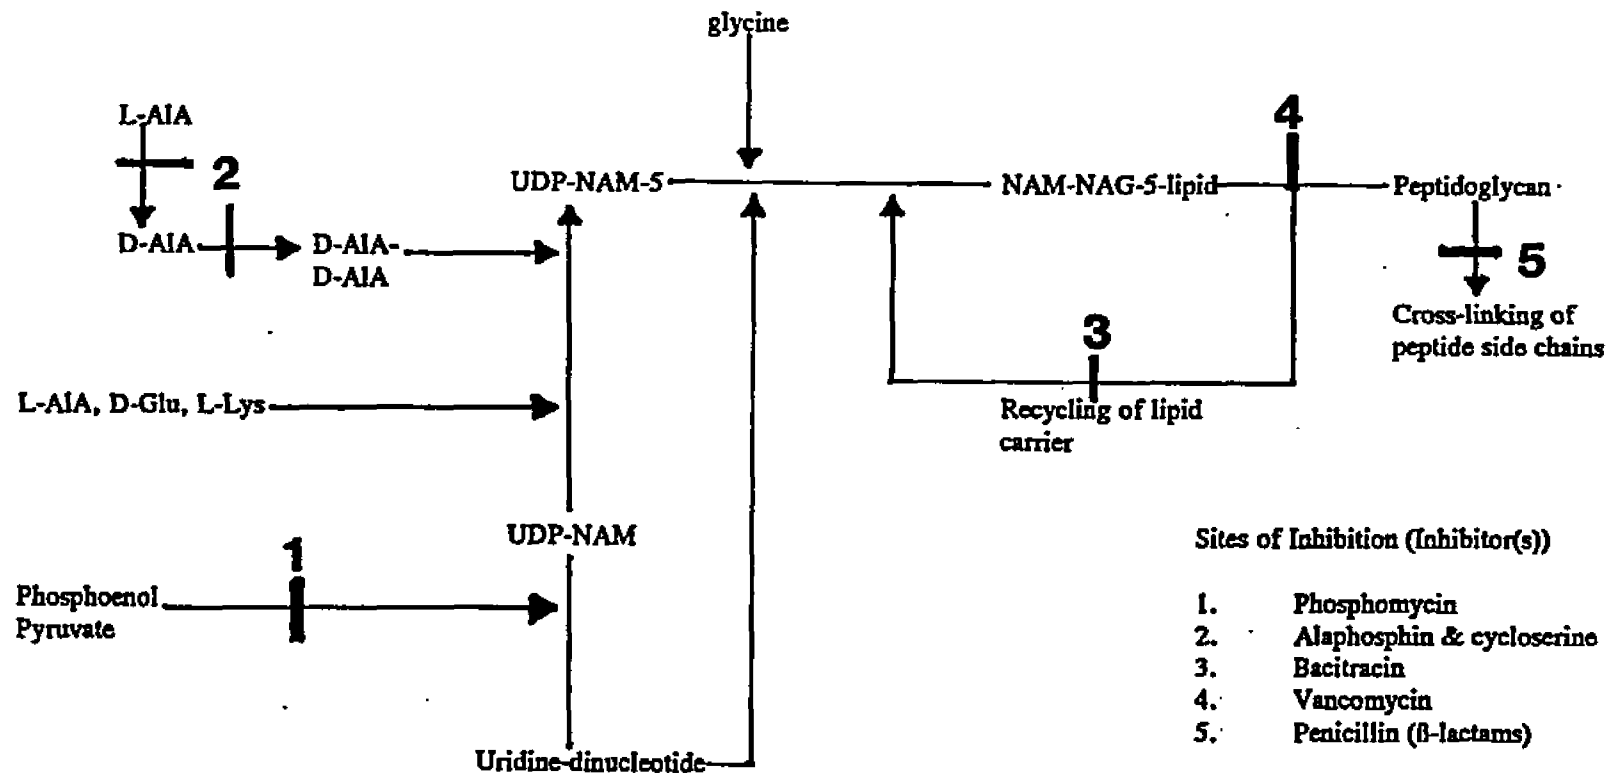 glycine
L-AlA
4
2
UDP-NAM-5
NAM-NAG-5-lipid
Peptidoglycan
D-AlA
D-AlA-
D-AlA
5
Cross-linking of
peptide side chains
3
L-AlA, D-Glu, L-Lys
Recycling of lipid
carrier
UDP-NAM
1
Phosphoenol
Pyruvate
Sites of Inhibition (Inhibitor(s))
1. Phosphomycin
2. Alaphosphin & cycloserine
3. Bacitracin
4. Vancomycin
5. Penicillin (ß-lactams)
Uridine-dinucleotide